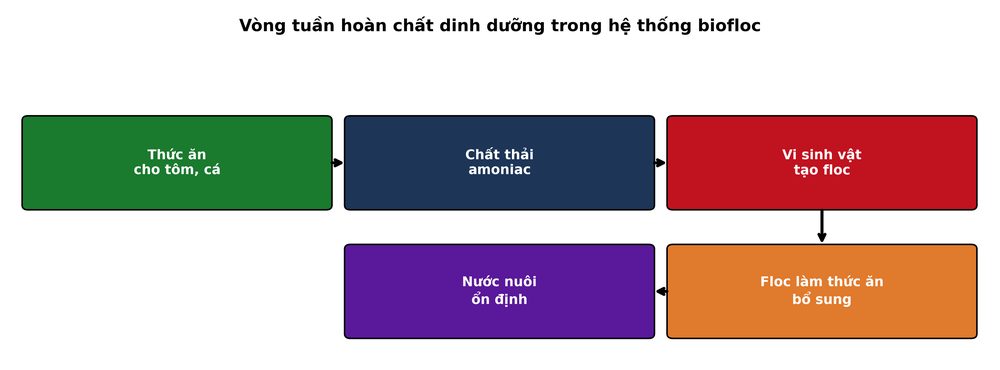 Vòng tuần hoàn chất dinh dưỡng trong hệ thống biofloc
Thức ăn
cho tôm, cá
Chất thải
amoniac
Vi sinh vật
tạo floc
Nước nuôi
ổn định
Floc làm thức ăn
bổ sung